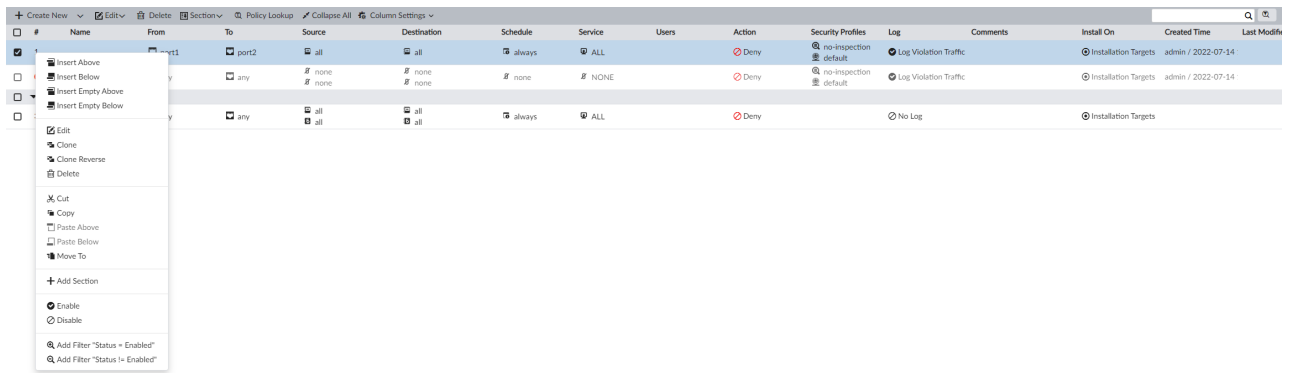 Create New Edit Delete Section Policy Lookup Collapse All Column Settings
# Name From To Source Destination Schedule Service Users Action Security Profiles Log Comments Install On Created Time Last Modifie
1 port1 port2 all all always ALL Deny no-inspection Log Violation Traffic Installation Targets admin / 2022-07-14
default
y any none none none NONE Deny no-inspection Log Violation Traffic Installation Targets admin / 2022-07-14
none none default
y any all all always ALL Deny No Log Installation Targets
all all
Insert Above
Insert Below
Insert Empty Above
Insert Empty Below
Edit
Clone
Clone Reverse
Delete
Cut
Copy
Paste Above
Paste Below
Move To
Add Section
Enable
Disable
Add Filter "Status = Enabled"
Add Filter "Status != Enabled"